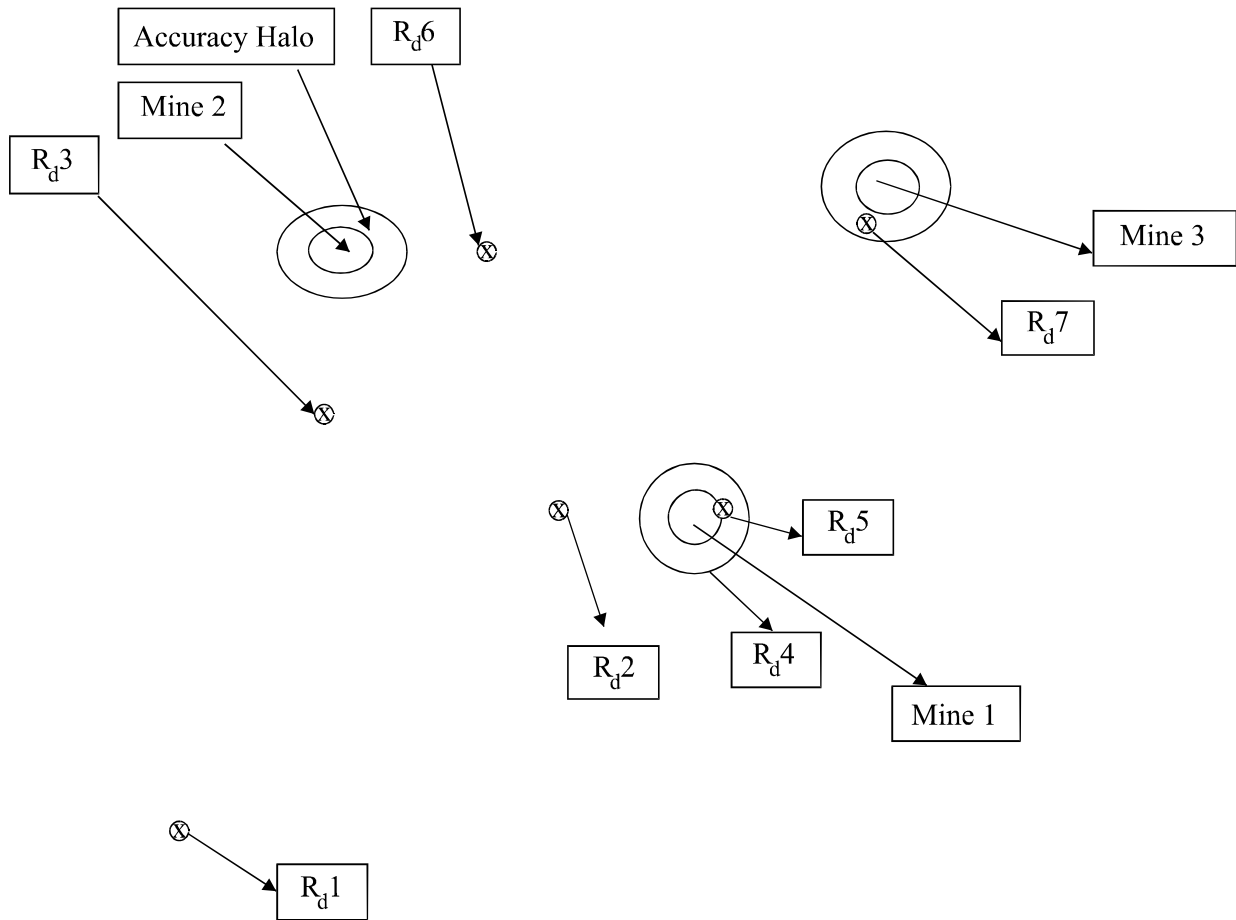 Accuracy Halo
Rd6
Mine 2
Rd3
Mine 3
Rd7
X
X
X
X
X
Rd5
Rd2
Rd4
Mine 1
X
Rd1